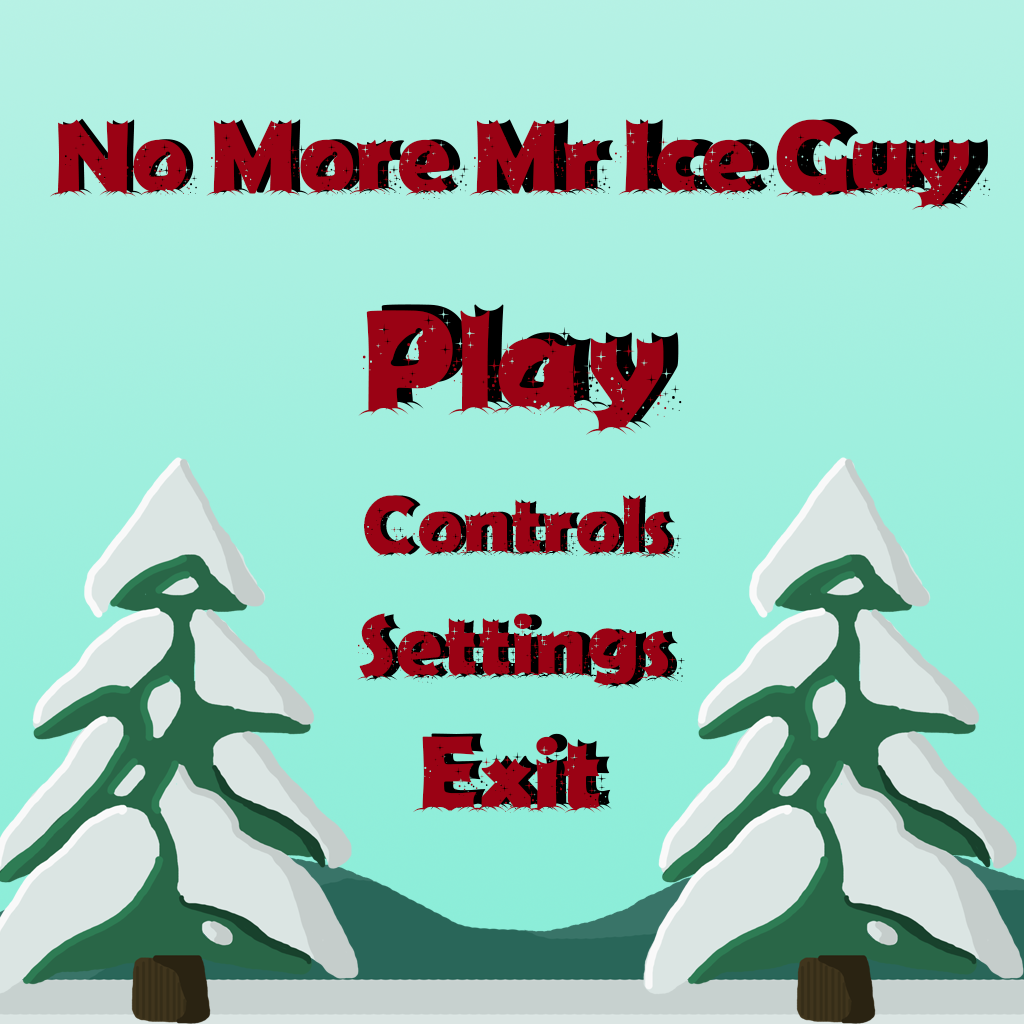 No More Mr Ice Guy
Play
Controls
Settings
Exit